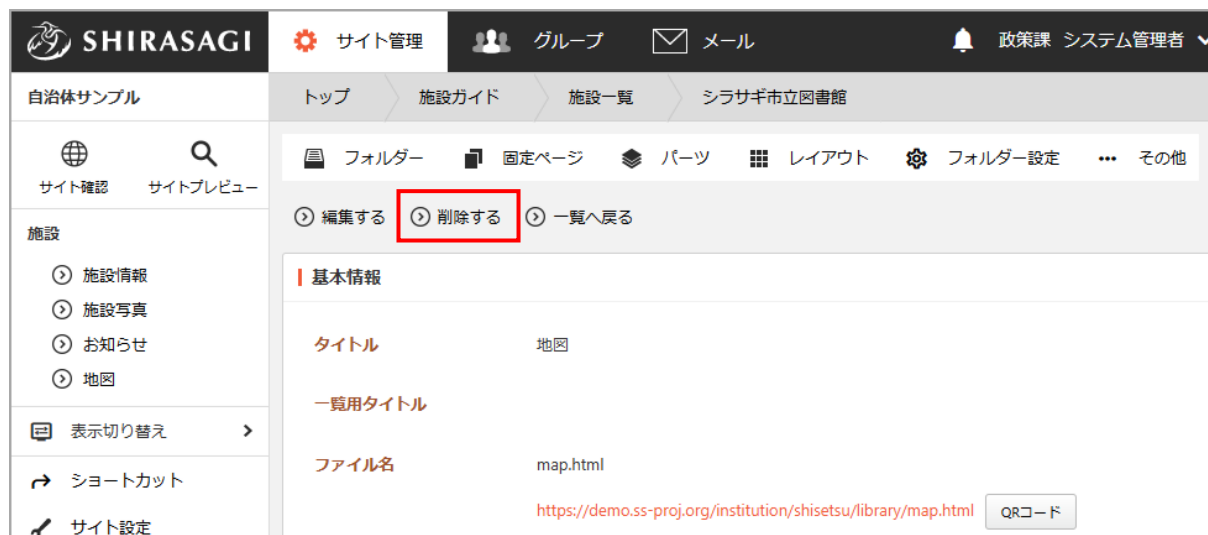 SHIRASAGI サイト管理 グループ メール 政策課 システム管理者
自治体サンプル トップ 施設ガイド 施設一覧 シラサギ市立図書館
サイト確認 サイトプレビュー
フォルダー 固定ページ パーツ レイアウト フォルダー設定 ••• その他
編集する 削除する 一覧へ戻る
施設
施設情報
施設写真
お知らせ
地図
表示切り替え
ショートカット
サイト設定
基本情報
タイトル 地図
一覧用タイトル
ファイル名 map.html
https://demo.ss-proj.org/institution/shisetsu/library/map.html QRコード